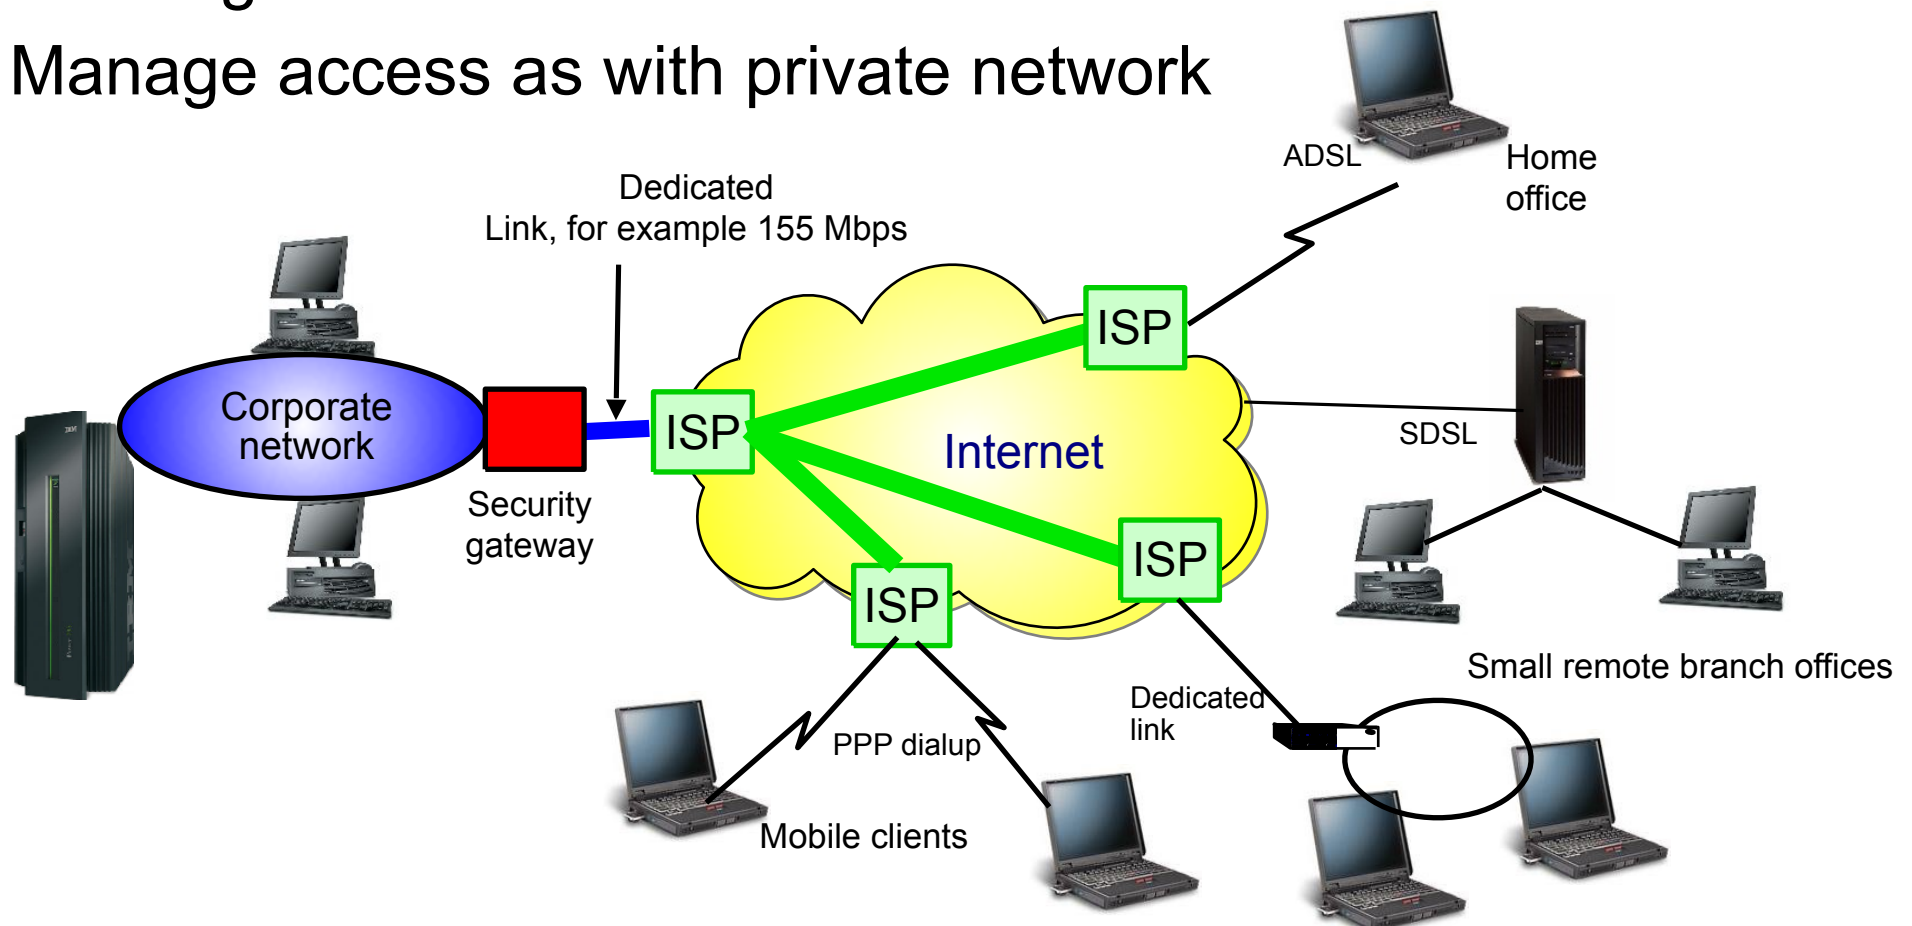 Manage access as with private network
ADSL
Home
office
Dedicated
Link, for example 155 Mbps
ISP
Corporate
network
ISP
Internet
SDSL
Security
gateway
ISP
ISP
Small remote branch offices
Dedicated
link
PPP dialup
Mobile clients
IBM